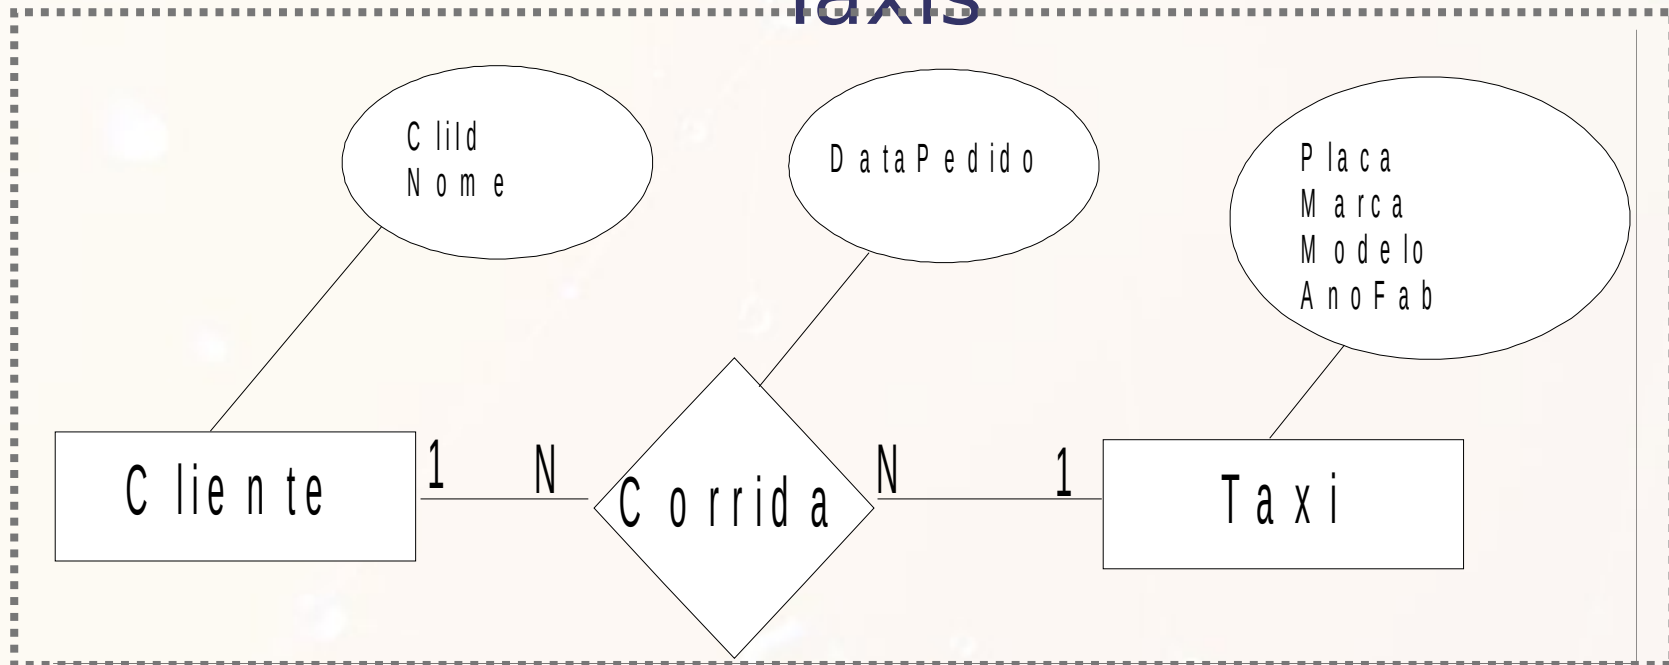 Taxis
CliId
Nome
DataPedido
Placa
Marca
Modelo
AnoFab
Cliente
1
N
Corrida
N
1
Taxi